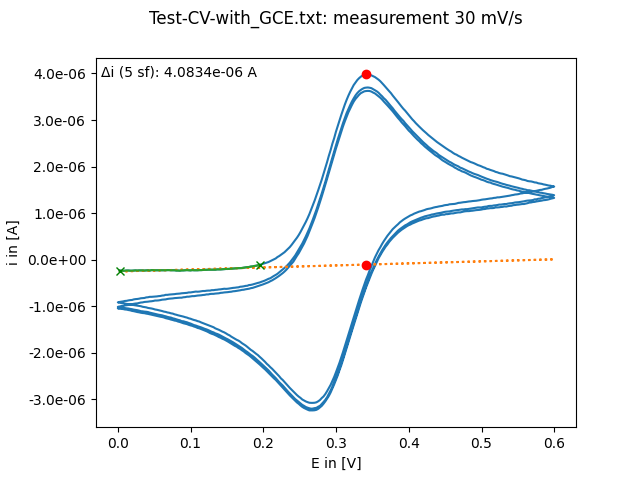 Test-CV-with_GCE.txt: measurement 30 mV/s
Δi (5 sf): 4.0834e-06 A
4.0e-06
3.0e-06
2.0e-06
1.0e-06
0.0e+00
-1.0e-06
-2.0e-06
-3.0e-06
i in [A]
0.0 0.1 0.2 0.3 0.4 0.5 0.6
E in [V]